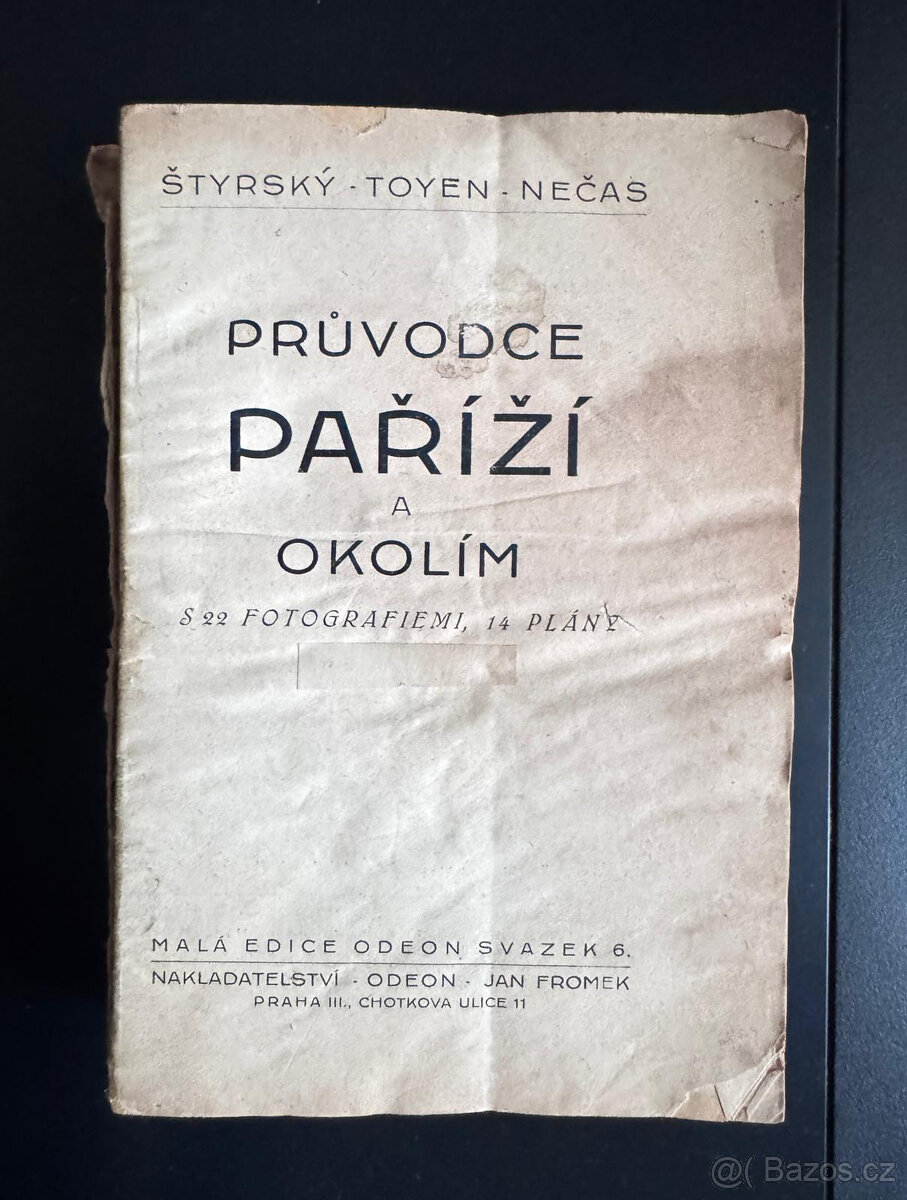 ŠTYRSKÝ - TOYEN - NEČAS
PRŮVODCE
PAŘÍŽÍ
A
OKOLÍM
S 22 FOTOGRAFIEMI, 14 PLÁNY
MALÁ EDICE ODEON SVAZEK 6.
NAKLADATELSTVÍ - ODEON - JAN FROMEK
PRAHA III., CHOTKOVA ULICE 11
@( Bazos.cz